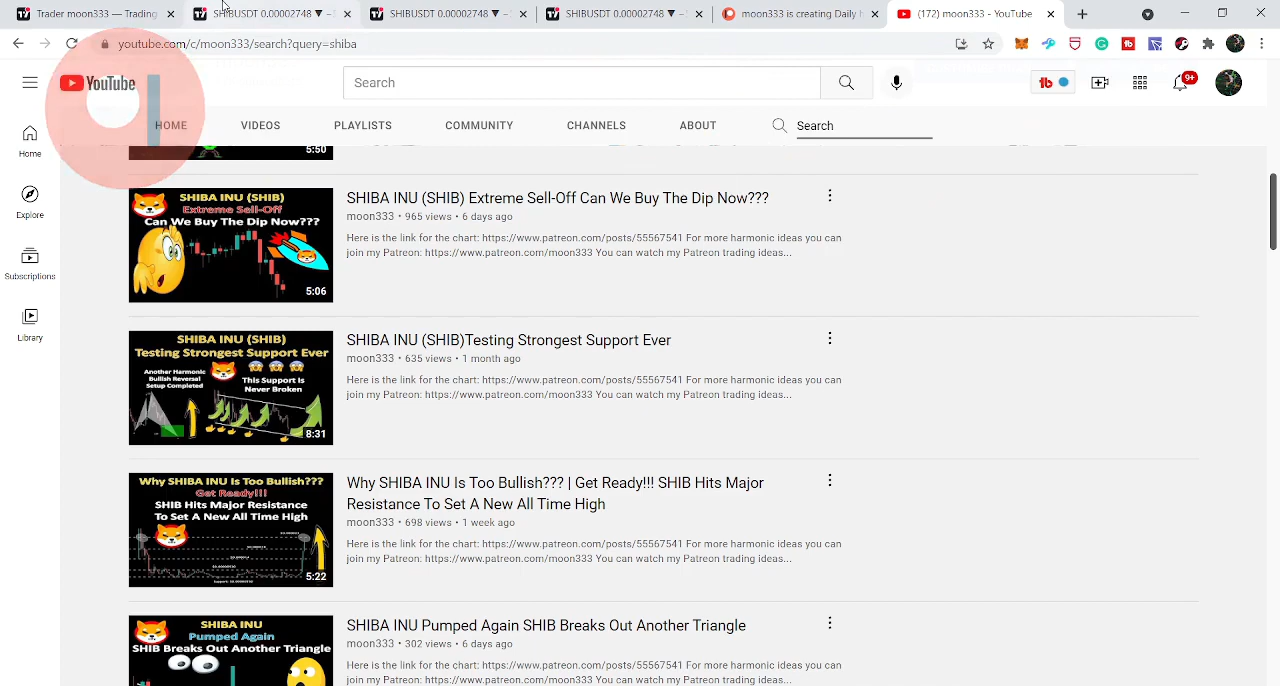 Trader moon333 — Trading
SHIBUSDT 0.00002748 ▼ −
SHIBUSDT 0.00002748 ▼ −1
SHIBUSDT 0.00002748 ▼ −
moon333 is creating Daily h
(172) moon333 - YouTube
youtube.com/c/moon333/search?query=shiba
YouTube
Search
9+
HOME
VIDEOS
PLAYLISTS
COMMUNITY
CHANNELS
ABOUT
Search
Home
Explore
Subscriptions
Library
5:50
SHIBA INU (SHIB)
Extreme Sell-Off
Can We Buy The Dip Now???
5:06
SHIBA INU (SHIB) Extreme Sell-Off Can We Buy The Dip Now???
moon333 • 965 views • 6 days ago
Here is the link for the chart: https://www.patreon.com/posts/55567541 For more harmonic ideas you can
join my Patreon: https://www.patreon.com/moon333 You can watch my Patreon trading ideas...
SHIBA INU (SHIB)
Testing Strongest Support Ever
Another Harmonic
Bullish Reversal
Setup Completed
This Support Is
Never Broken
8:31
SHIBA INU (SHIB)Testing Strongest Support Ever
moon333 • 635 views • 1 month ago
Here is the link for the chart: https://www.patreon.com/posts/55567541 For more harmonic ideas you can
join my Patreon: https://www.patreon.com/moon333 You can watch my Patreon trading ideas...
Why SHIBA INU Is Too Bullish???
Get Ready!!!
SHIB Hits Major Resistance
To Set A New All Time High
5:22
Why SHIBA INU Is Too Bullish??? | Get Ready!!! SHIB Hits Major
Resistance To Set A New All Time High
moon333 • 698 views • 1 week ago
Here is the link for the chart: https://www.patreon.com/posts/55567541 For more harmonic ideas you can
join my Patreon: https://www.patreon.com/moon333 You can watch my Patreon trading ideas...
SHIBA INU
Pumped Again
SHIB Breaks Out Another Triangle
SHIBA INU Pumped Again SHIB Breaks Out Another Triangle
moon333 • 302 views • 6 days ago
Here is the link for the chart: https://www.patreon.com/posts/55567541 For more harmonic ideas you can
join my Patreon: https://www.patreon.com/moon333 You can watch my Patreon trading ideas...